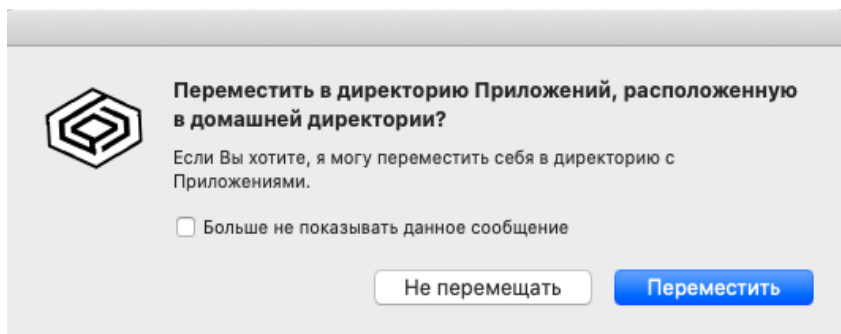 Переместить в директорию Приложений, расположенную
в домашней директории?
Если Вы хотите, я могу переместить себя в директорию с
Приложениями.
Больше не показывать данное сообщение
Не перемещать
Переместить